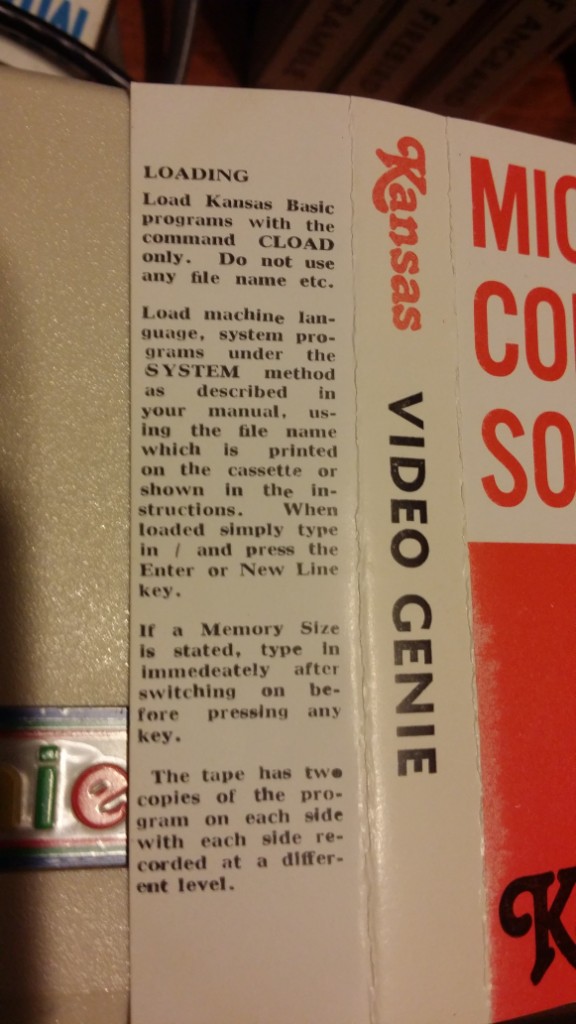 LOADING
Load Kansas Basic
programs with the
command CLOAD
only. Do not use
any file name etc.
Load machine lan-
guage, system pro-
grams under the
SYSTEM method
as described in
your manual, us-
ing the file name
which is printed
on the cassette or
shown in the in-
structions. When
loaded simply type
in / and press the
Enter or New Line
key.
If a Memory Size
is stated, type in
immedeately after
switching on be-
fore pressing any
key.
The tape has two
copies of the pro-
gram on each side
with each side re-
corded at a differ-
ent level.
Kansas VIDEO GENIE
MIC
CO
SO
K
ie
SCRAMBLE